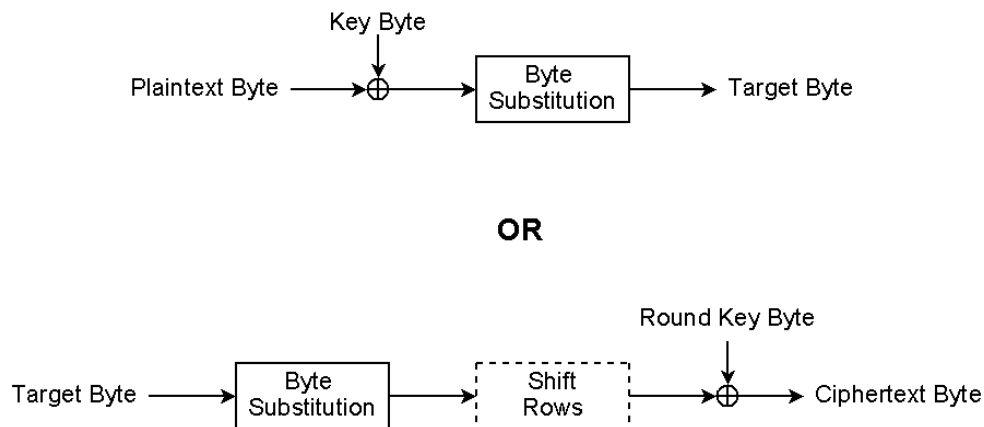 Key Byte
Plaintext Byte
Byte
Substitution
Target Byte
OR
Round Key Byte
Target Byte
Byte
Substitution
Shift
Rows
Ciphertext Byte